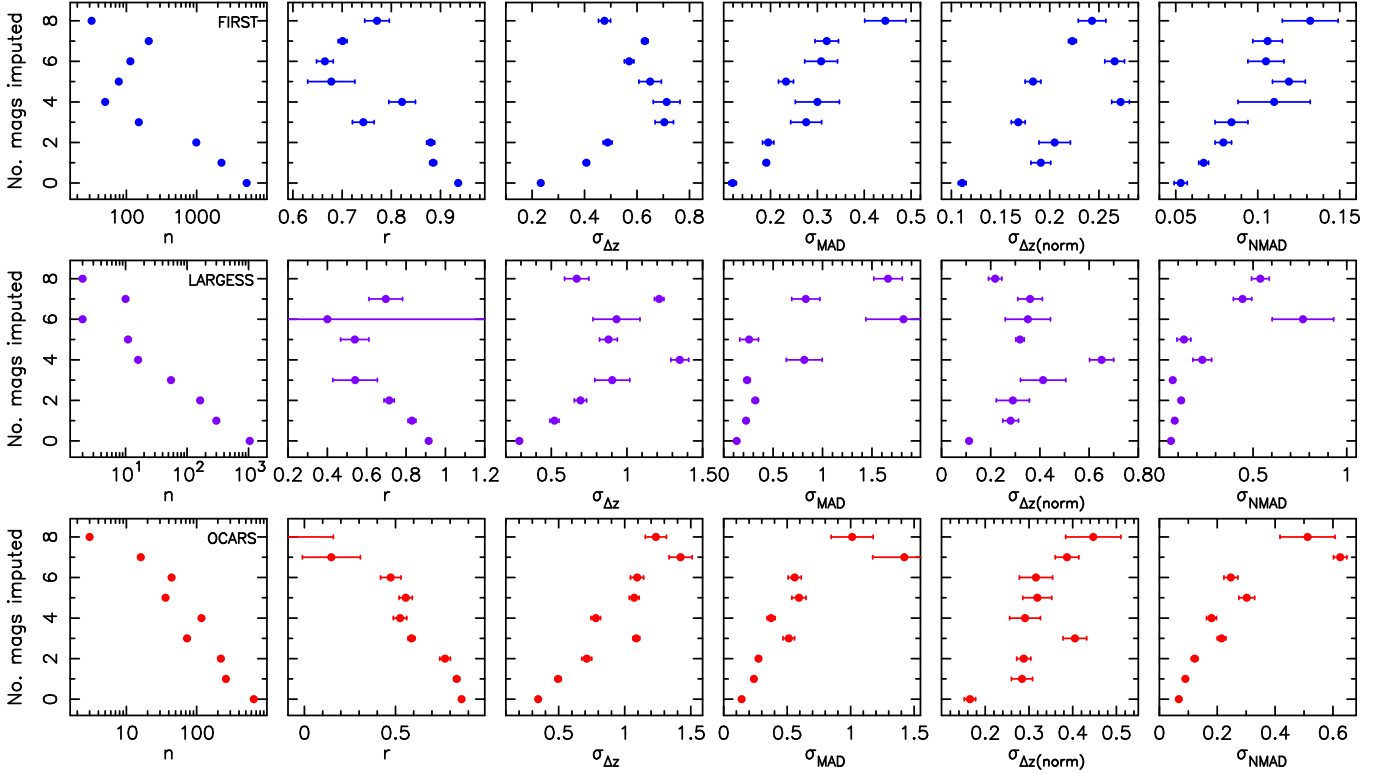 No. mags imputed
8
6
4
2
0
FIRST
100 1000
n
0.6 0.7 0.8 0.9
r
0.2 0.4 0.6 0.8
σΔz
0.2 0.3 0.4 0.5
σMAD
0.1 0.15 0.2 0.25
σΔz(norm)
0.05 0.1 0.15
σNMAD
No. mags imputed
8
6
4
2
0
LARGESS
10¹ 10² 10³
n
0.2 0.4 0.6 0.8 1 1.2
r
0.5 1 1.5
σΔz
0 0.5 1 1.5
σMAD
0 0.2 0.4 0.6 0.8
σΔz(norm)
0 0.5 1
σNMAD
No. mags imputed
8
6
4
2
0
OCARS
10 100
n
0 0.5
r
0.5 1 1.5
σΔz
0 0.5 1 1.5
σMAD
0.2 0.3 0.4 0.5
σΔz(norm)
0 0.2 0.4 0.6
σNMAD